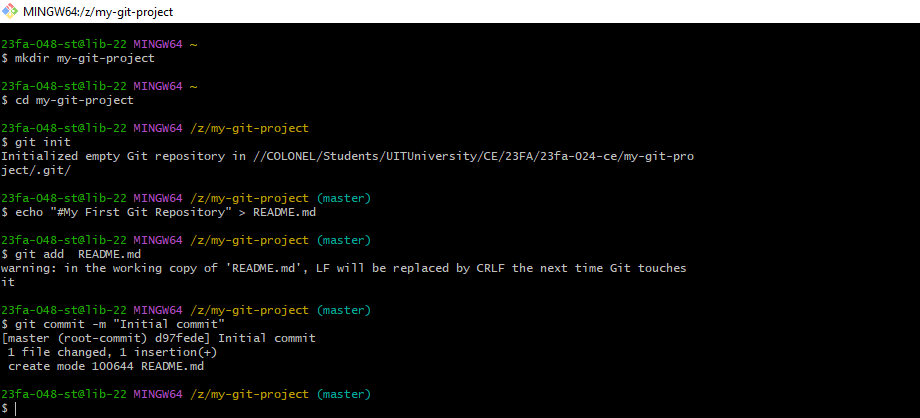 MINGW64:/z/my-git-project
23fa-048-st@lib-22 MINGW64 ~
$ mkdir my-git-project
23fa-048-st@lib-22 MINGW64 ~
$ cd my-git-project
23fa-048-st@lib-22 MINGW64 /z/my-git-project
$ git init
Initialized empty Git repository in //COLONEL/Students/UITUniversity/CE/23FA/23fa-024-ce/my-git-pro
ject/.git/
23fa-048-st@lib-22 MINGW64 /z/my-git-project (master)
$ echo "#My First Git Repository" > README.md
23fa-048-st@lib-22 MINGW64 /z/my-git-project (master)
$ git add  README.md
warning: in the working copy of 'README.md', LF will be replaced by CRLF the next time Git touches
it
23fa-048-st@lib-22 MINGW64 /z/my-git-project (master)
$ git commit -m "Initial commit"
[master (root-commit) d97fede] Initial commit
 1 file changed, 1 insertion(+)
 create mode 100644 README.md
23fa-048-st@lib-22 MINGW64 /z/my-git-project (master)
$